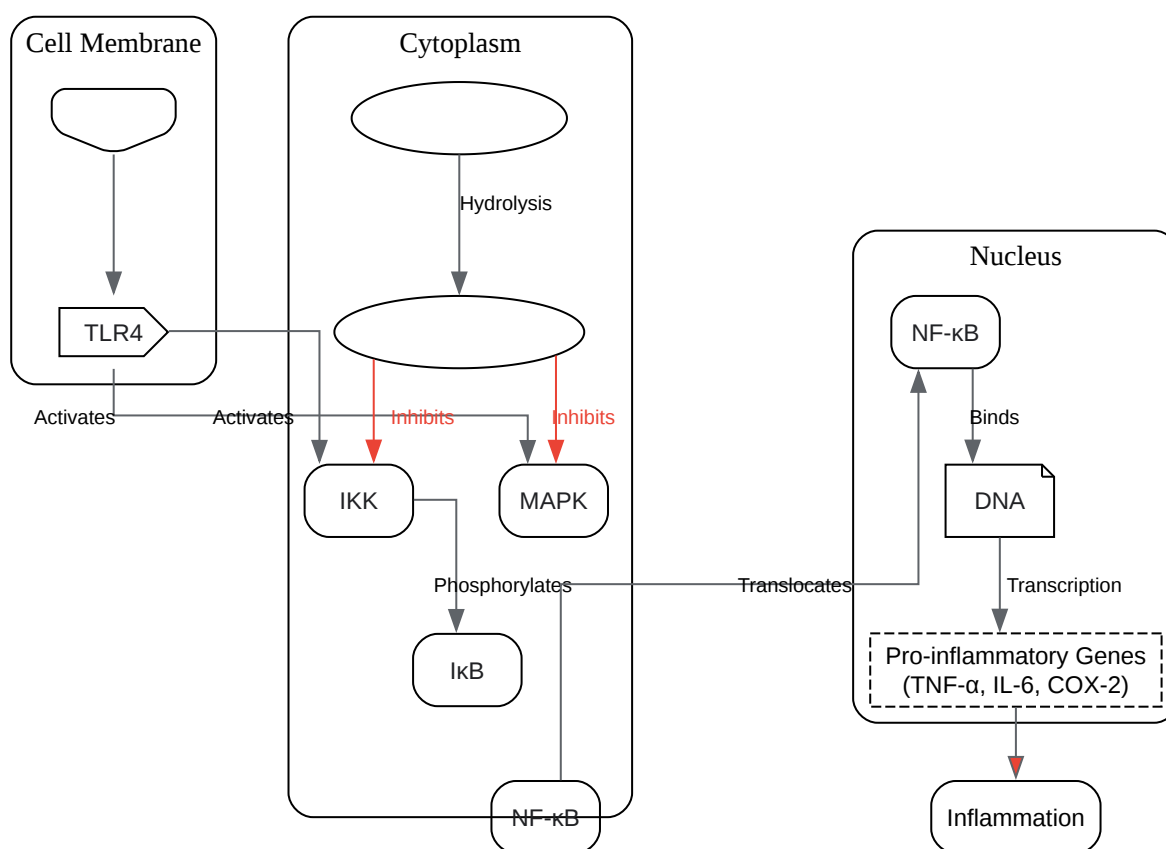 Cell Membrane
Cytoplasm
Hydrolysis
Nucleus
TLR4
NF-κB
Activates
Activates
Inhibits
Inhibits
Binds
IKK
MAPK
DNA
Phosphorylates
Translocates
Transcription
IκB
Pro-inflammatory Genes
(TNF-α, IL-6, COX-2)
NF-κB
Inflammation